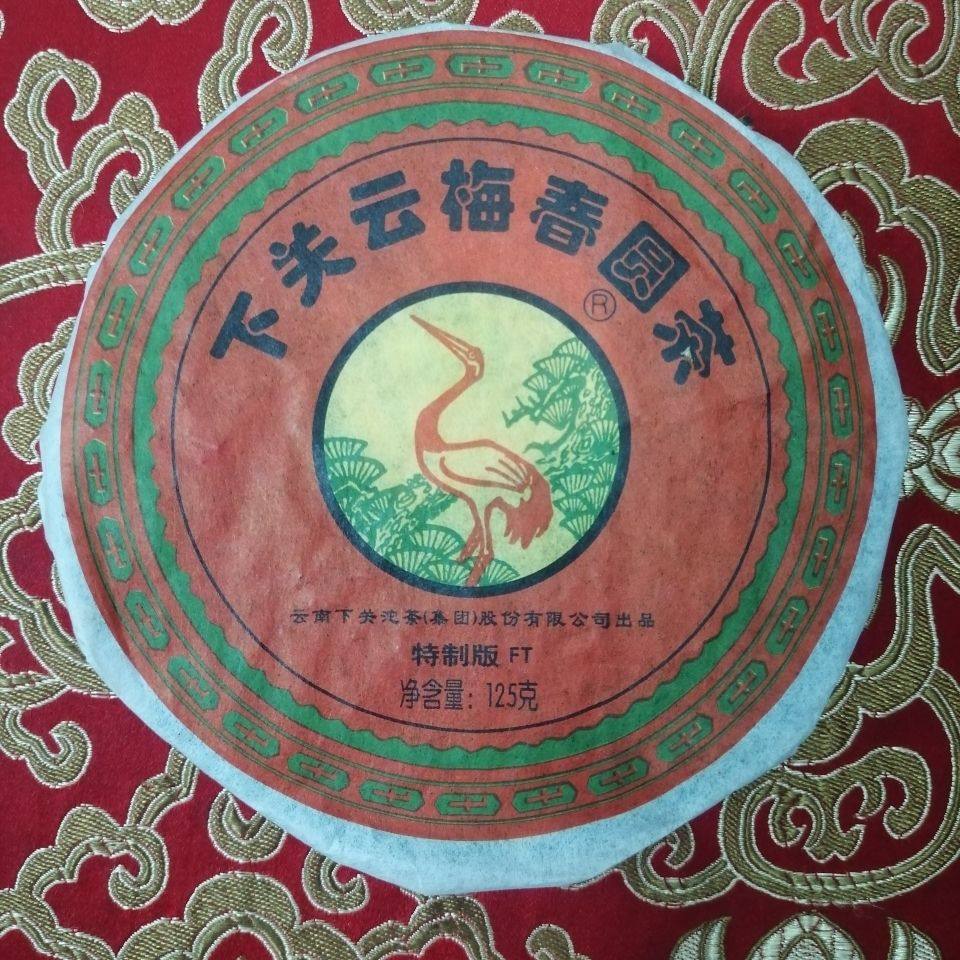 下关云梅春圆茶
®
云南下关沱茶(集团)股份有限公司出品
特制版 FT
净含量：125克